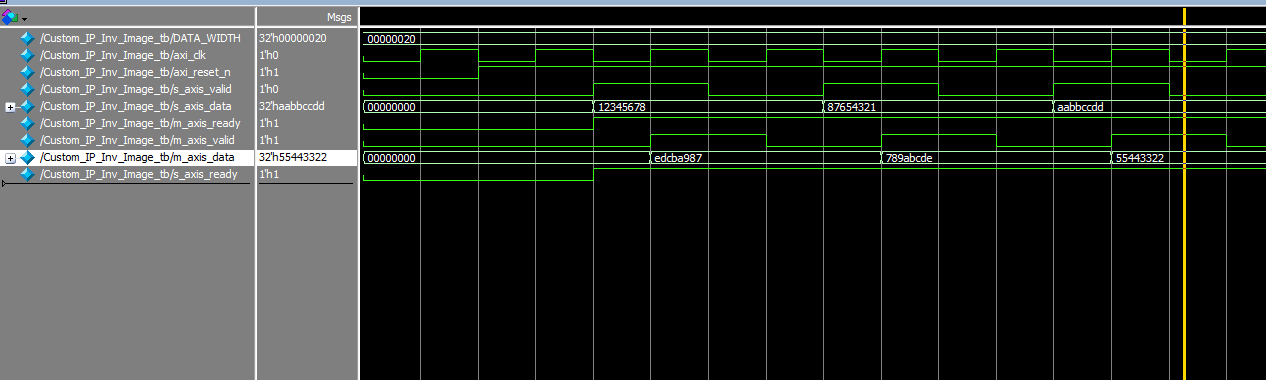 Msgs
/Custom_IP_Inv_Image_tb/DATA_WIDTH 32'h00000020 00000020
/Custom_IP_Inv_Image_tb/axi_clk 1'h0
/Custom_IP_Inv_Image_tb/axi_reset_n 1'h1
/Custom_IP_Inv_Image_tb/s_axis_valid 1'h0
/Custom_IP_Inv_Image_tb/s_axis_data 32'haabbccdd 00000000 12345678 87654321 aabbccdd
/Custom_IP_Inv_Image_tb/m_axis_ready 1'h1
/Custom_IP_Inv_Image_tb/m_axis_valid 1'h1
/Custom_IP_Inv_Image_tb/m_axis_data 32'h55443322 00000000 edcba987 789abcde 55443322
/Custom_IP_Inv_Image_tb/s_axis_ready 1'h1